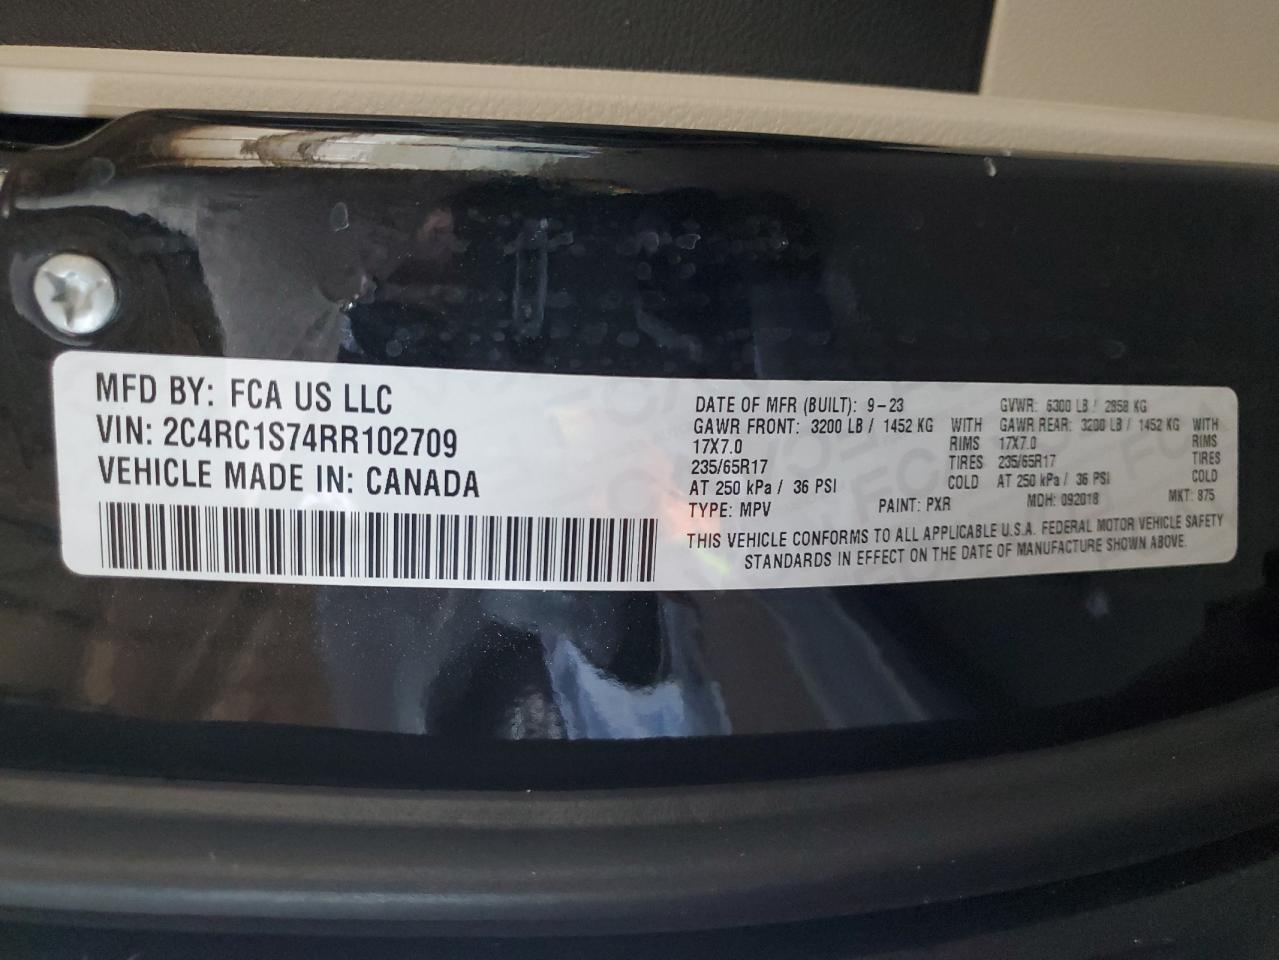 MFD BY: FCA US LLC
VIN: 2C4RC1S74RR102709
VEHICLE MADE IN: CANADA
DATE OF MFR (BUILT): 9-23 GVWR: 6300 LB / 2858 KG
GAWR FRONT: 3200 LB / 1452 KG WITH GAWR REAR: 3200 LB / 1452 KG WITH
17X7.0 RIMS 17X7.0 RIMS
235/65R17 TIRES 235/65R17 TIRES
AT 250 kPa / 36 PSI COLD AT 250 kPa / 36 PSI COLD
TYPE: MPV PAINT: PXR MDH: 092018 MKT: 875
THIS VEHICLE CONFORMS TO ALL APPLICABLE U.S.A. FEDERAL MOTOR VEHICLE SAFETY
STANDARDS IN EFFECT ON THE DATE OF MANUFACTURE SHOWN ABOVE.